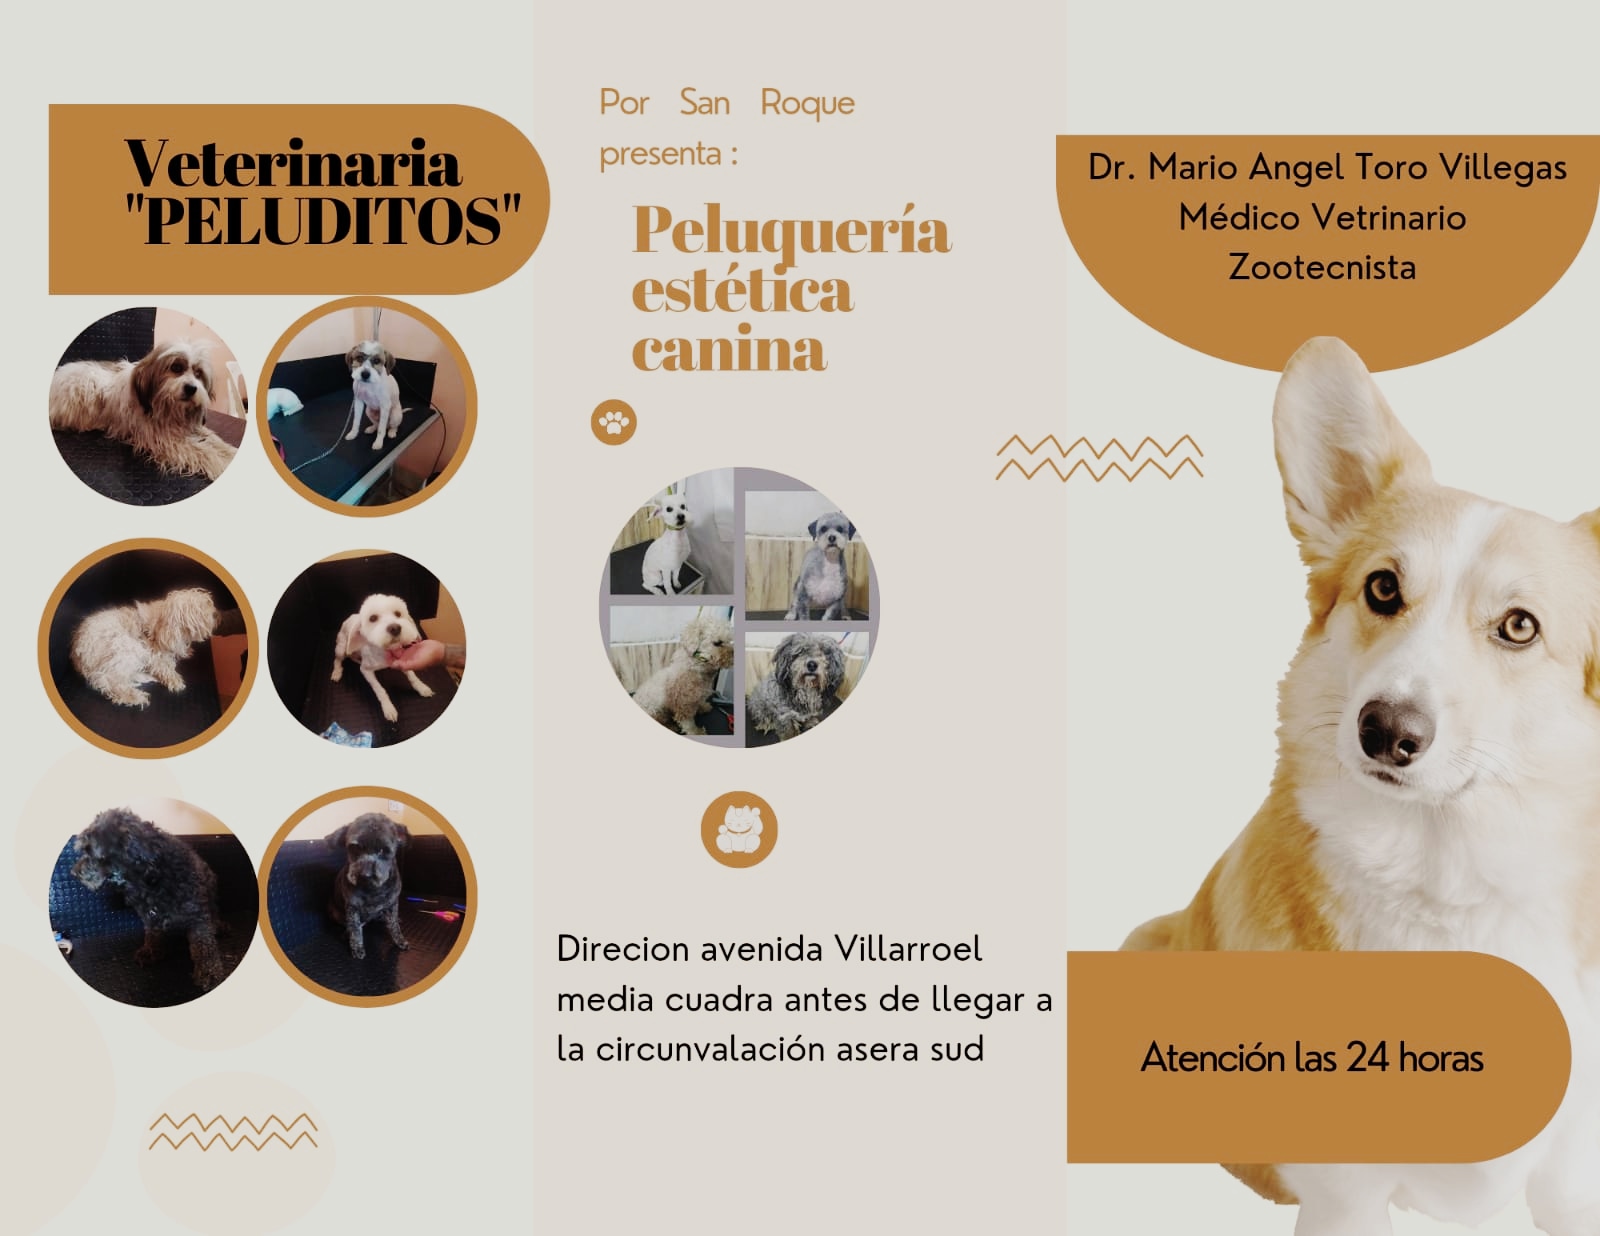 Veterinaria
"PELUDITOS"
Por San Roque
presenta :
Peluquería
estética
canina
Direcion avenida Villarroel
media cuadra antes de llegar a
la circunvalación asera sud
Dr. Mario Angel Toro Villegas
Médico Vetrinario
Zootecnista
Atención las 24 horas